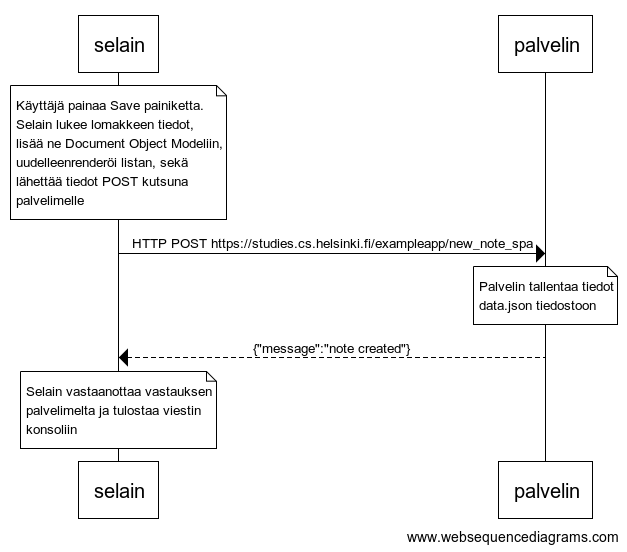 selain
palvelin
Käyttäjä painaa Save painiketta.
Selain lukee lomakkeen tiedot,
lisää ne Document Object Modeliin,
uudelleenrenderöi listan, sekä
lähettää tiedot POST kutsuna
palvelimelle
HTTP POST https://studies.cs.helsinki.fi/exampleapp/new_note_spa
Palvelin tallentaa tiedot
data.json tiedostoon
{"message":"note created"}
Selain vastaanottaa vastauksen
palvelimelta ja tulostaa viestin
konsoliin
selain
palvelin
www.websequencediagrams.com